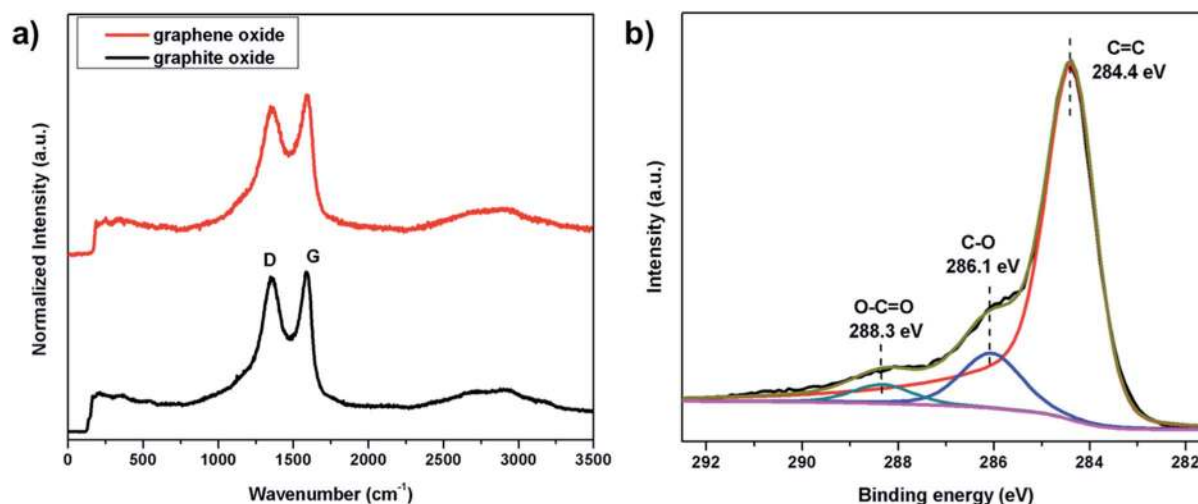 a)
graphene oxide
graphite oxide
D
G
Normalized Intensity (a.u.)
0 500 1000 1500 2000 2500 3000 3500
Wavenumber (cm⁻¹)
b)
C=C
284.4 eV
C-O
286.1 eV
O-C=O
288.3 eV
Intensity (a.u.)
292 290 288 286 284 282
Binding energy (eV)